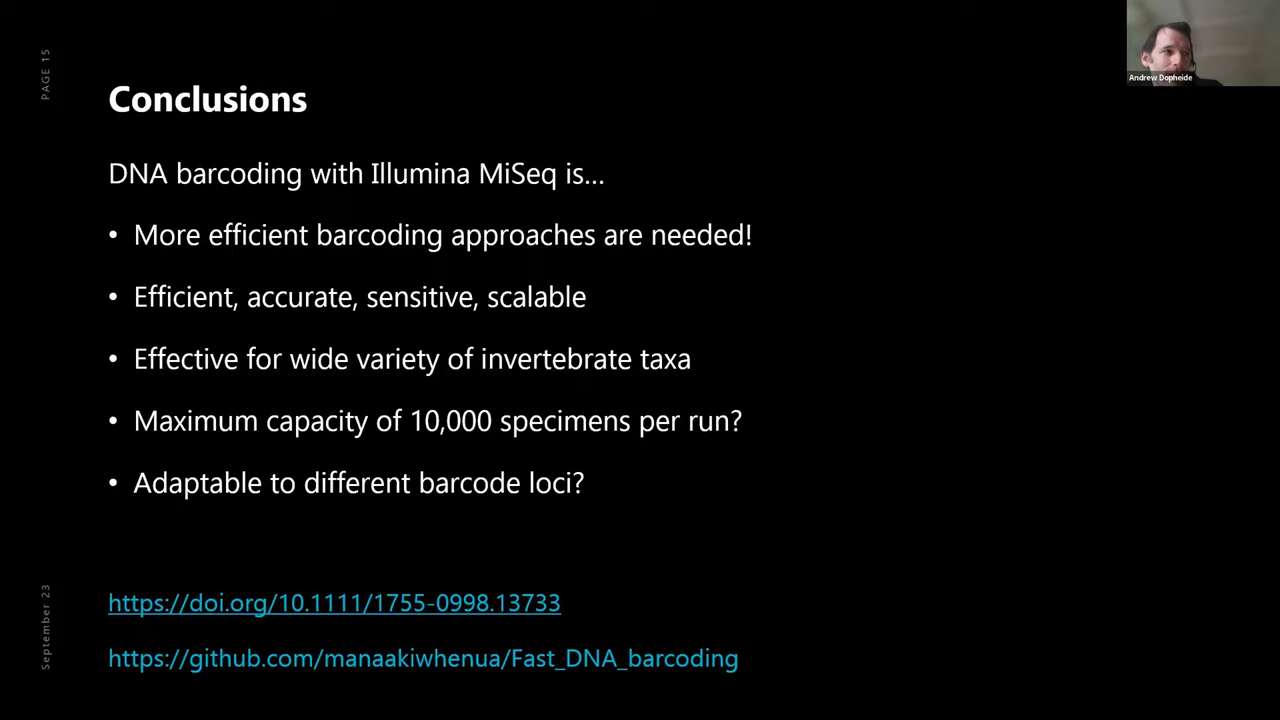 PAGE 15
Andrew Dopheide
Conclusions
DNA barcoding with Illumina MiSeq is...
• More efficient barcoding approaches are needed!
• Efficient, accurate, sensitive, scalable
• Effective for wide variety of invertebrate taxa
• Maximum capacity of 10,000 specimens per run?
• Adaptable to different barcode loci?
https://doi.org/10.1111/1755-0998.13733
https://github.com/manaakiwhenua/Fast_DNA_barcoding
September 23